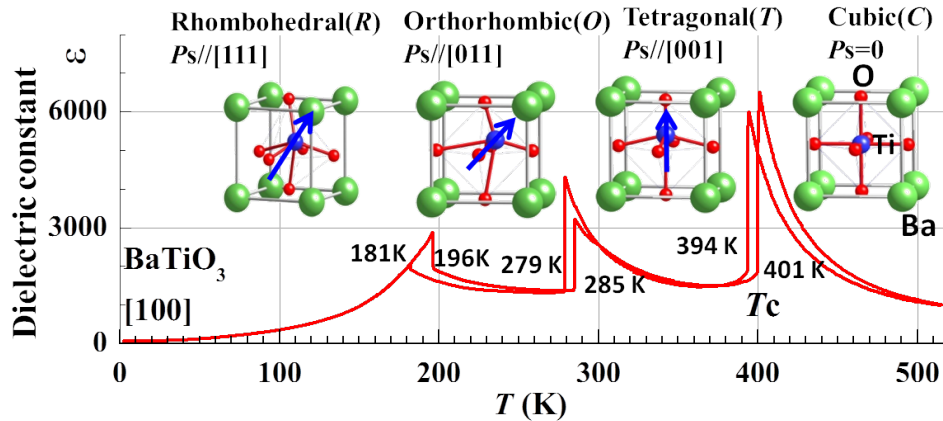 Rhombohedral(R) Orthorhombic(O) Tetragonal(T) Cubic(C)
Ps//[111] Ps//[011] Ps//[001] Ps=0
Dielectric constant ε
6000
3000
0
O
Ti
Ba
BaTiO3
[100]
181K
196K
279 K
285 K
394 K
401 K
Tc
0 100 200 300 400 500
T (K)